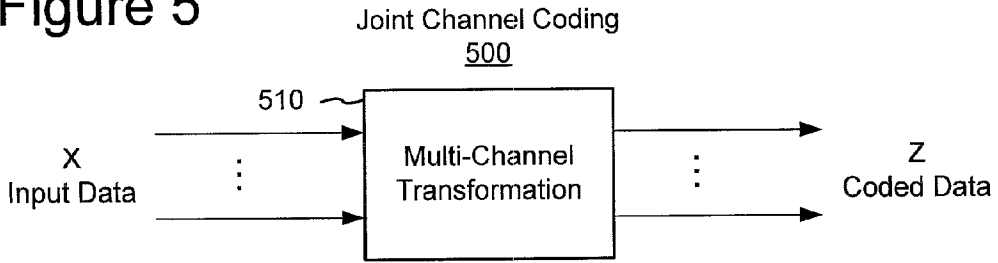 Figure 5
Joint Channel Coding
500
510
Multi-Channel
Transformation
X
Input Data
Z
Coded Data